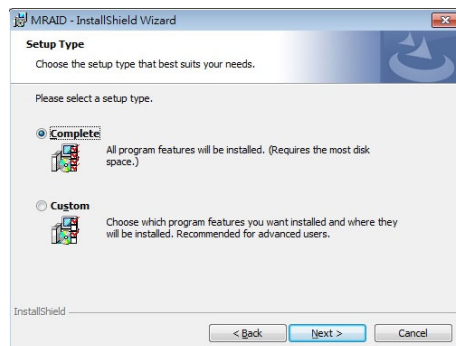 MRAID - InstallShield Wizard
Setup Type
Choose the setup type that best suits your needs.
Please select a setup type.
Complete
All program features will be installed. (Requires the most disk
space.)
Custom
Choose which program features you want installed and where they
will be installed. Recommended for advanced users.
InstallShield
< Back
Next >
Cancel